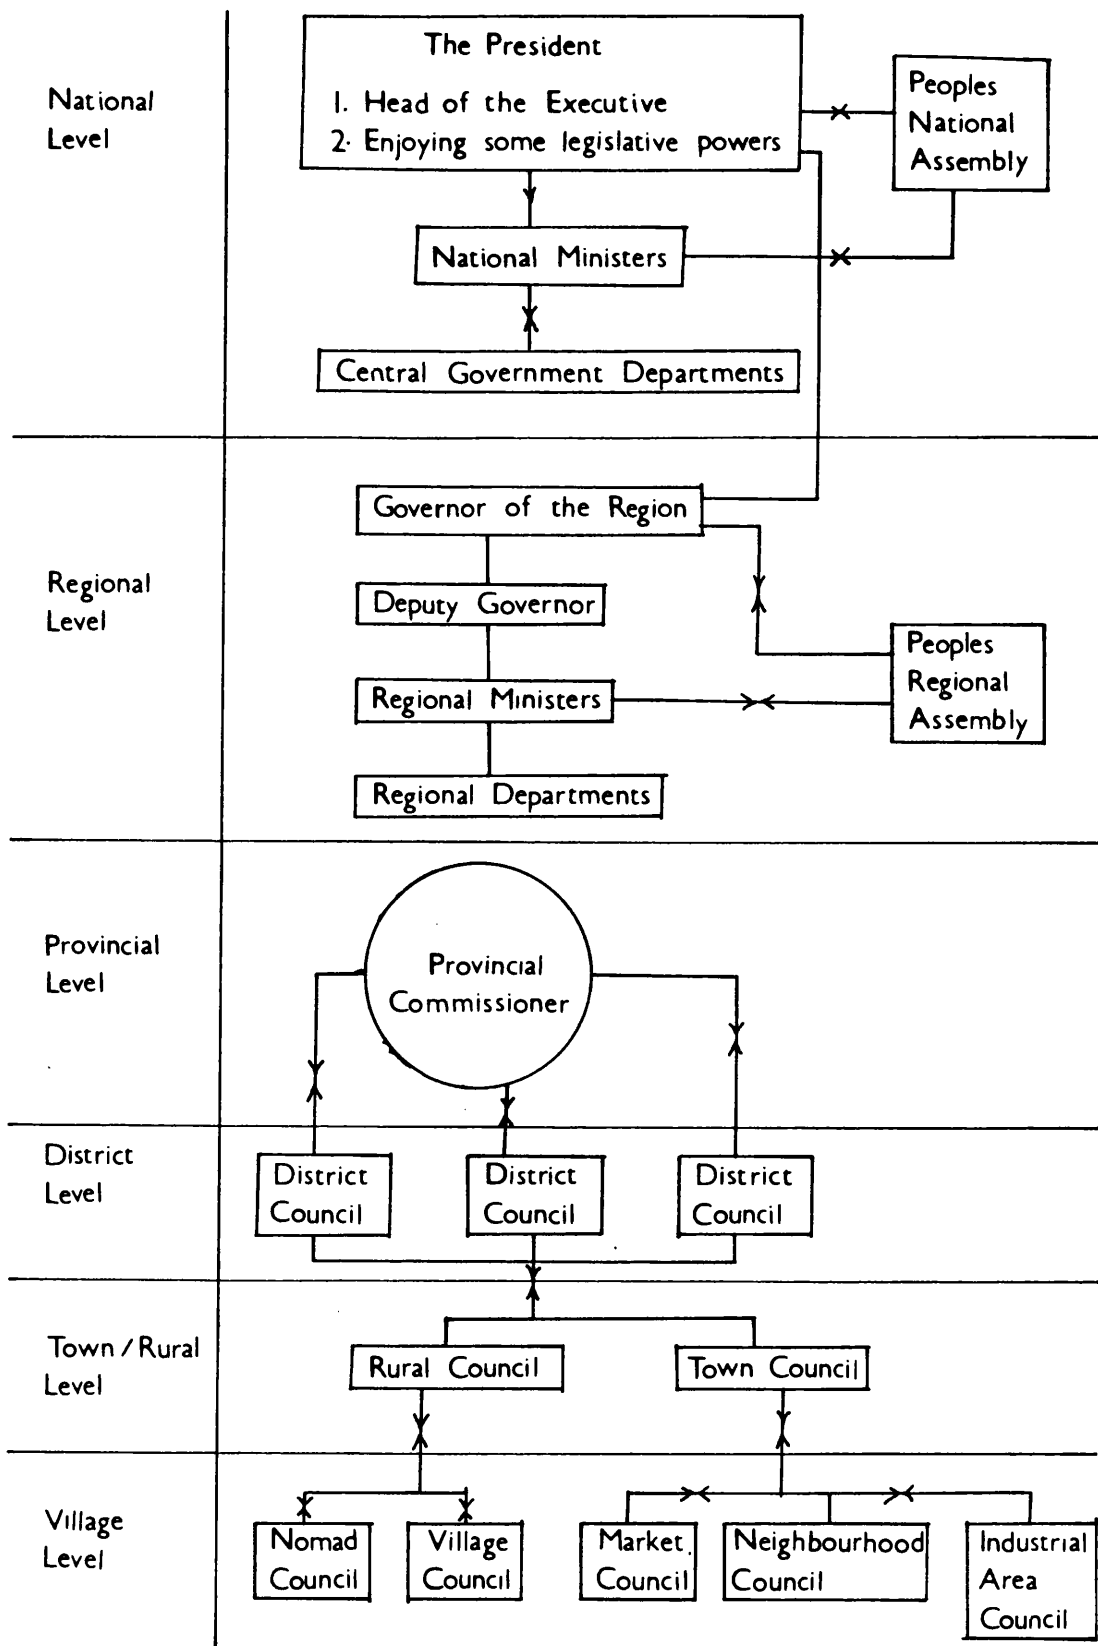 National
Level
The President
1. Head of the Executive
2. Enjoying some legislative powers
Peoples
National
Assembly
National Ministers
Central Government Departments
Regional
Level
Governor of the Region
Deputy Governor
Regional Ministers
Regional Departments
Peoples
Regional
Assembly
Provincial
Level
Provincial
Commissioner
District
Level
District
Council
District
Council
District
Council
Town / Rural
Level
Rural Council
Town Council
Village
Level
Nomad
Council
Village
Council
Market
Council
Neighbourhood
Council
Industrial
Area
Council